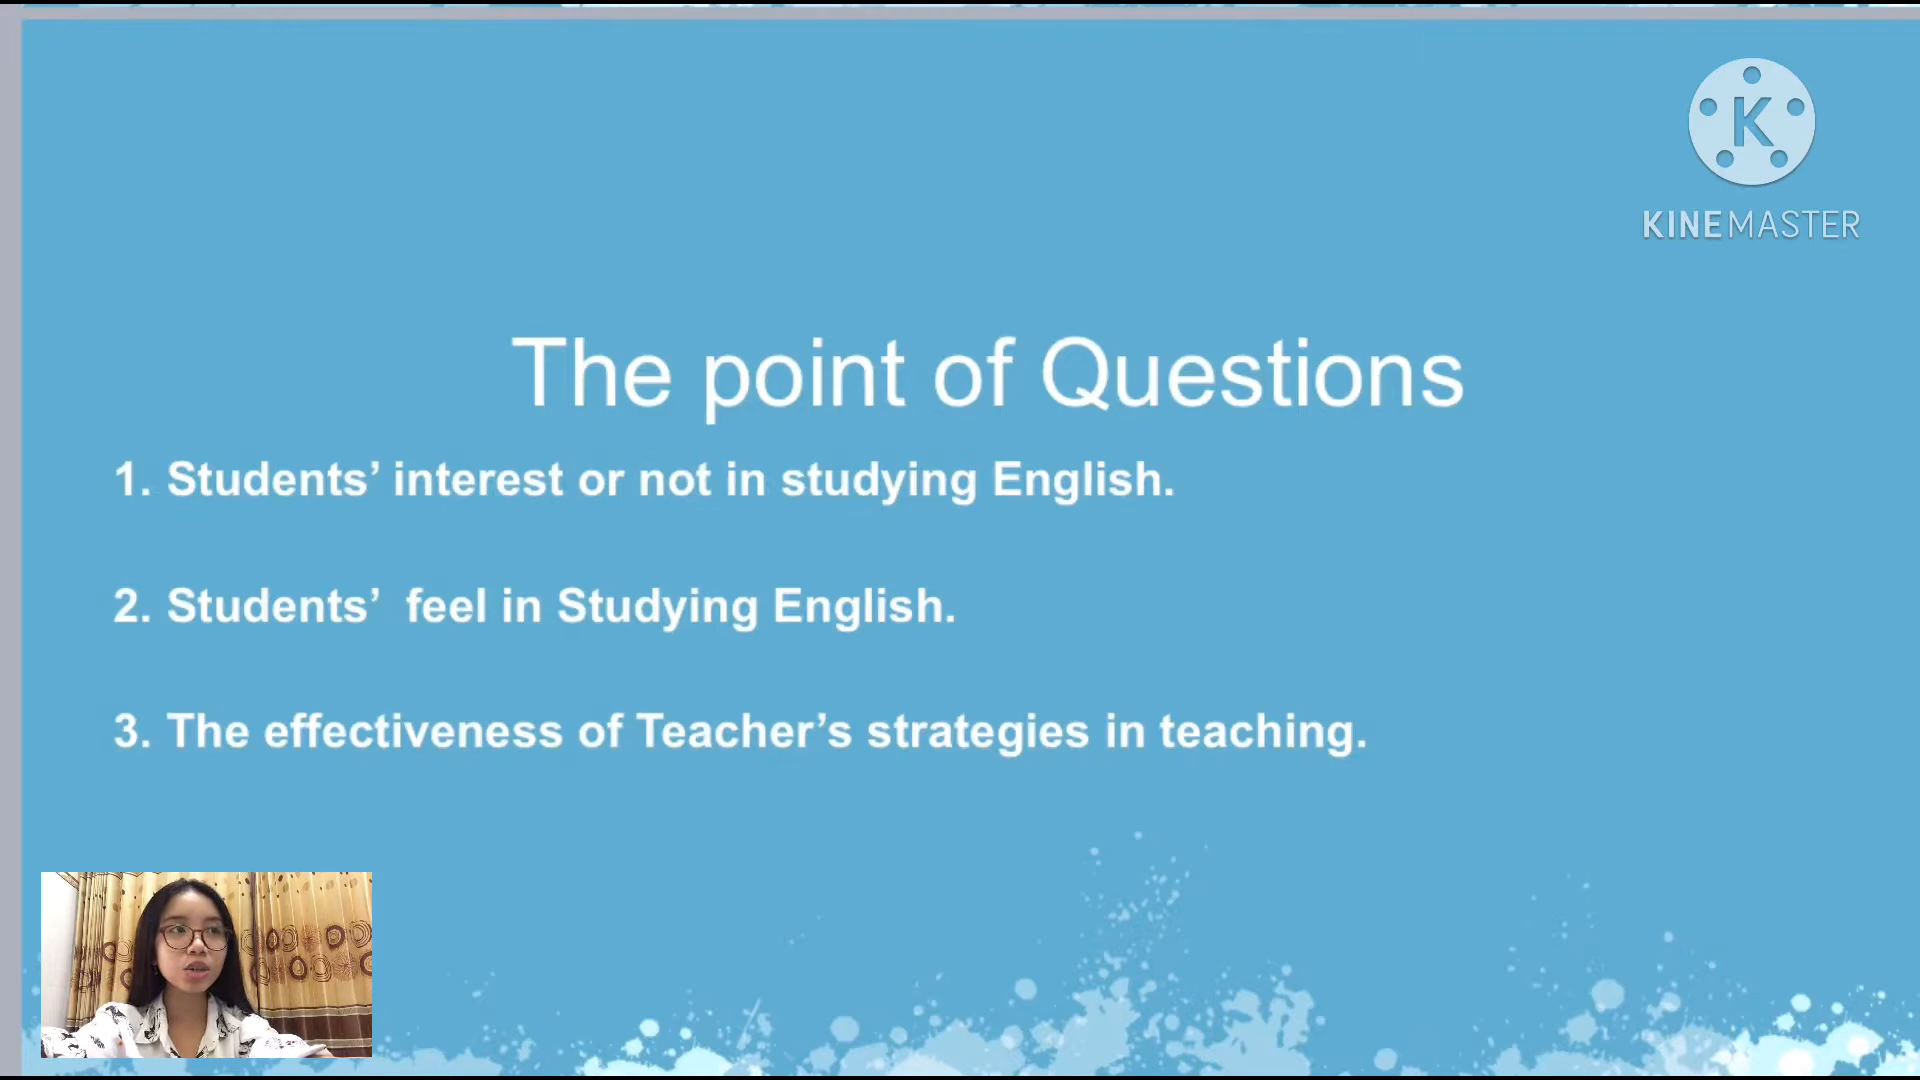 K
KINEMASTER
The point of Questions
1. Students’ interest or not in studying English.
2. Students’ feel in Studying English.
3. The effectiveness of Teacher’s strategies in teaching.